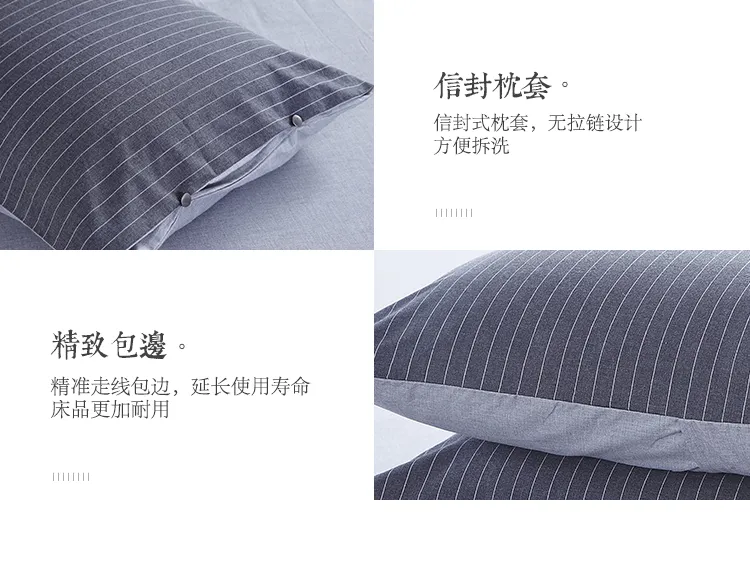 信封枕套。
信封式枕套，无拉链设计
方便拆洗
精致包邊。
精准走线包边，延长使用寿命
床品更加耐用